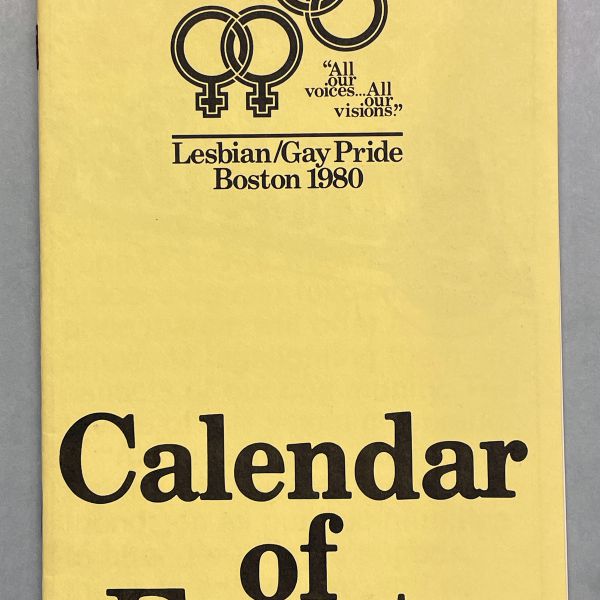 “All
our
voices...All
our
visions.”
Lesbian/Gay Pride
Boston 1980
Calendar
of